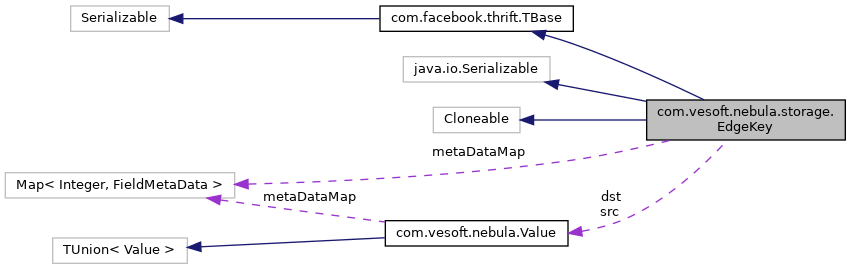 Serializable
com.facebook.thrift.TBase
java.io.Serializable
Cloneable
com.vesoft.nebula.storage.
EdgeKey
metaDataMap
Map< Integer, FieldMetaData >
metaDataMap
dst
src
com.vesoft.nebula.Value
TUnion< Value >